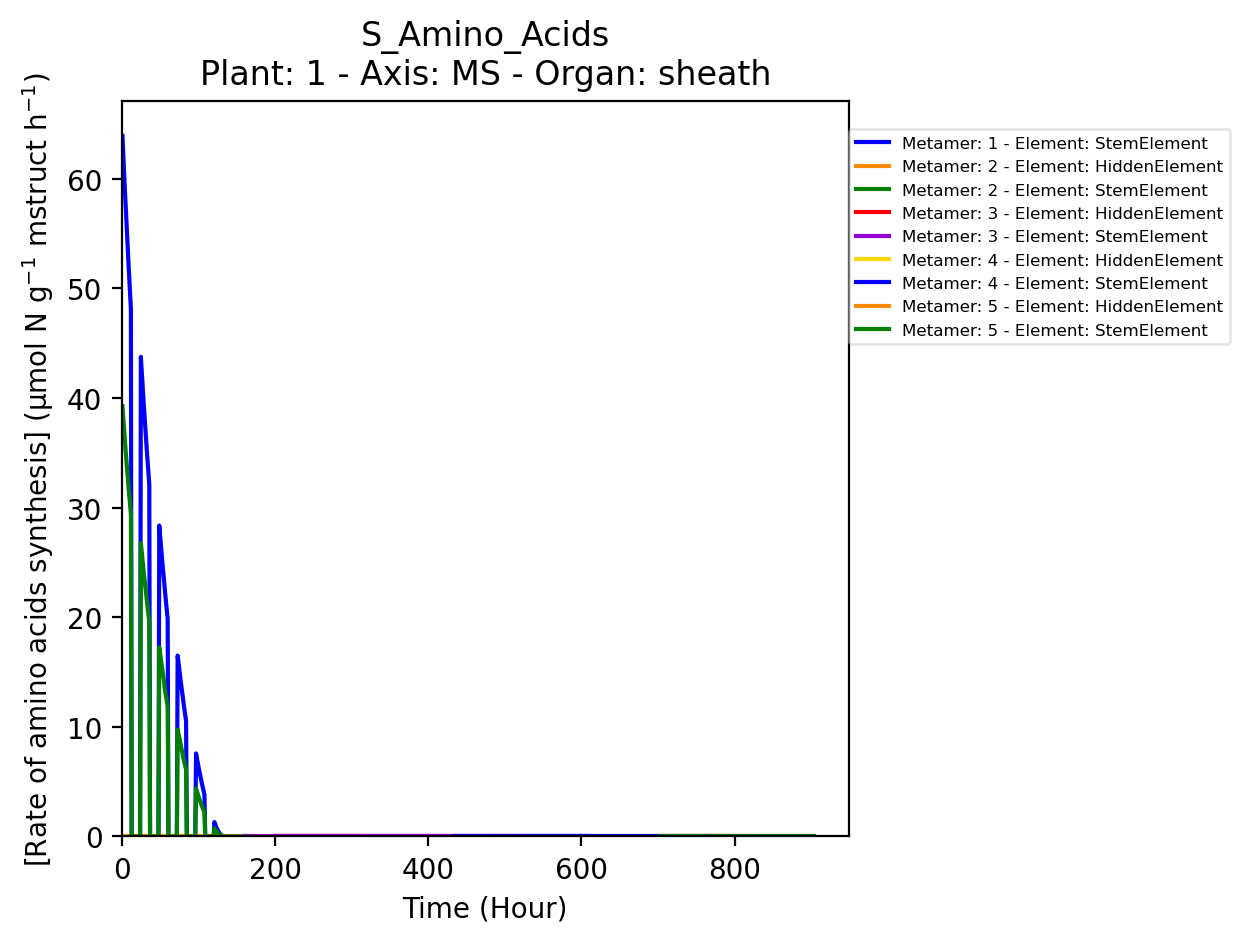 S_Amino_Acids
Plant: 1 - Axis: MS - Organ: sheath
[Rate of amino acids synthesis] (µmol N g⁻¹ mstruct h⁻¹)
60
50
40
30
20
10
0
0 200 400 600 800
Time (Hour)
Metamer: 1 - Element: StemElement
Metamer: 2 - Element: HiddenElement
Metamer: 2 - Element: StemElement
Metamer: 3 - Element: HiddenElement
Metamer: 3 - Element: StemElement
Metamer: 4 - Element: HiddenElement
Metamer: 4 - Element: StemElement
Metamer: 5 - Element: HiddenElement
Metamer: 5 - Element: StemElement